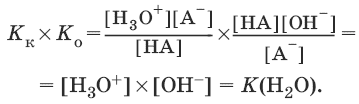 Kк × Kо = [H₃O⁺][A⁻] / [HA] × [HA][OH⁻] / [A⁻] =
= [H₃O⁺] × [OH⁻] = K(H₂O).